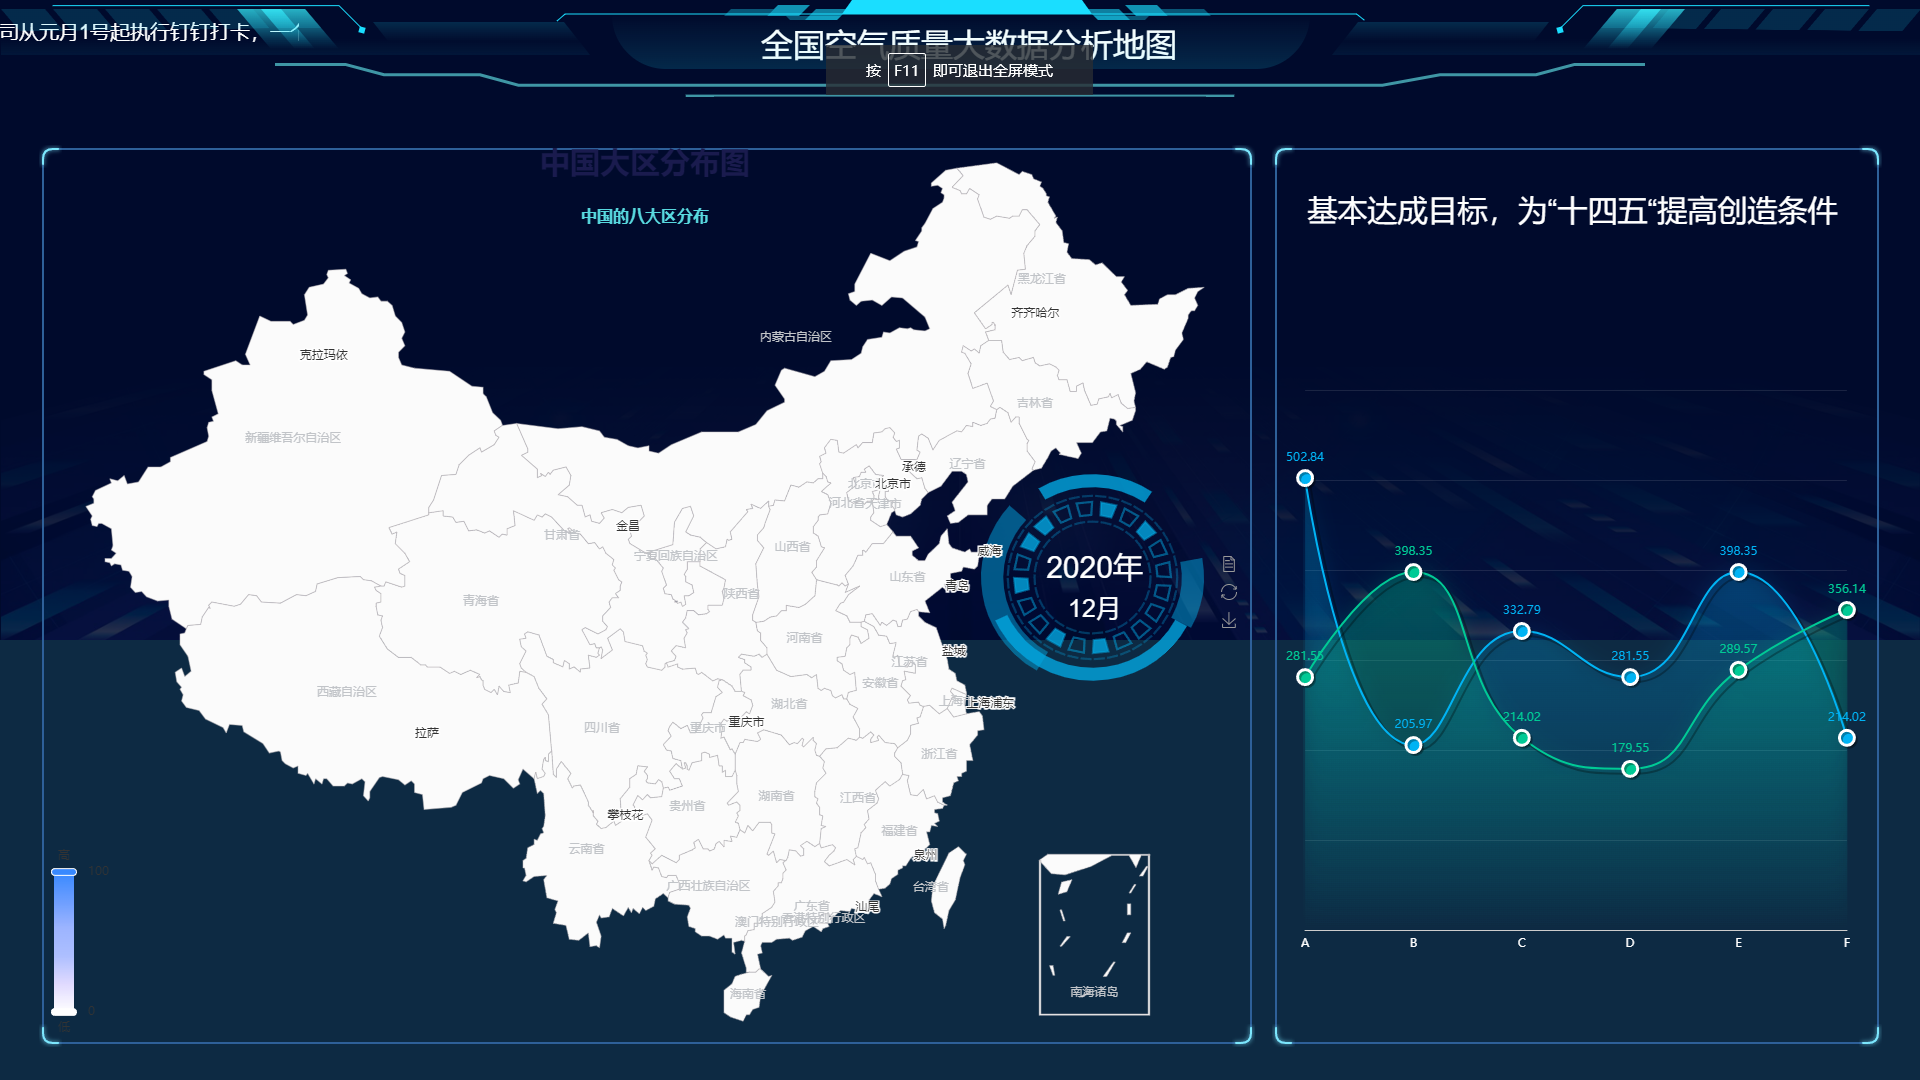 司从元月1号起执行钉钉打卡，一
全国空气质量大数据分析地图
按 F11 即可退出全屏模式
中国大区分布图
中国的八大区分布
基本达成目标，为“十四五“提高创造条件
黑龙江省
齐齐哈尔
内蒙古自治区
克拉玛依
吉林省
新疆维吾尔自治区
承德
辽宁省
北京市
河北省
天津市
金昌
甘肃省
宁夏回族自治区
山西省
威海
山东省
青岛
陕西省
青海省
河南省
盐城
江苏省
安徽省
西藏自治区
上海浦东
湖北省
重庆市
重庆市
四川省
拉萨
浙江省
湖南省
江西省
贵州省
攀枝花
福建省
云南省
泉州
台湾省
广西壮族自治区
广东省
汕尾
澳门特别行政区
香港特别行政区
海南省
南海诸岛
2020年
12月
高
100
0
低
502.84
398.35
398.35
356.14
332.79
281.55
281.55
289.57
205.97
214.02
214.02
179.55
A B C D E F